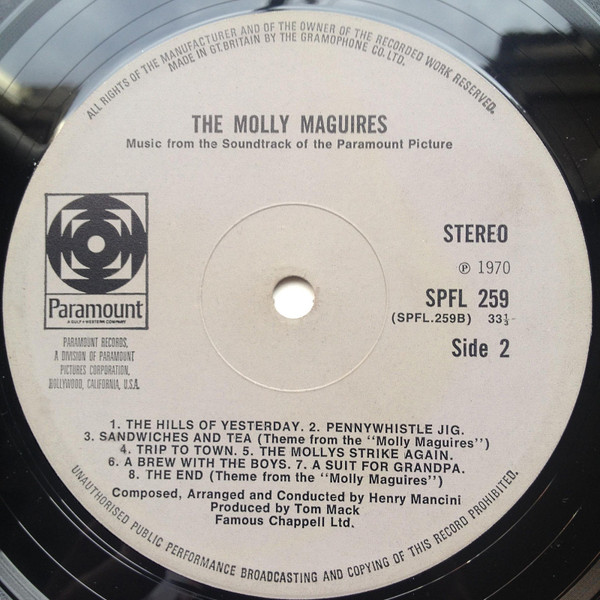 ALL RIGHTS OF THE MANUFACTURER AND OF THE OWNER OF THE RECORDED WORK RESERVED.
MADE IN GT.BRITAIN BY THE GRAMOPHONE CO.LTD.
THE MOLLY MAGUIRES
Music from the Soundtrack of the Paramount Picture
STEREO
℗ 1970
SPFL 259
(SPFL.259B) 33⅓
Side 2
Paramount
A GULF+WESTERN COMPANY
PARAMOUNT RECORDS,
A DIVISION OF PARAMOUNT
PICTURES CORPORATION,
HOLLYWOOD, CALIFORNIA, U.S.A.
1. THE HILLS OF YESTERDAY. 2. PENNYWHISTLE JIG.
3. SANDWICHES AND TEA (Theme from the "Molly Maguires")
4. TRIP TO TOWN. 5. THE MOLLYS STRIKE AGAIN.
6. A BREW WITH THE BOYS. 7. A SUIT FOR GRANDPA.
8. THE END (Theme from the "Molly Maguires")
Composed, Arranged and Conducted by Henry Mancini
Produced by Tom Mack
Famous Chappell Ltd.
UNAUTHORISED PUBLIC PERFORMANCE BROADCASTING AND COPYING OF THIS RECORD PROHIBITED.